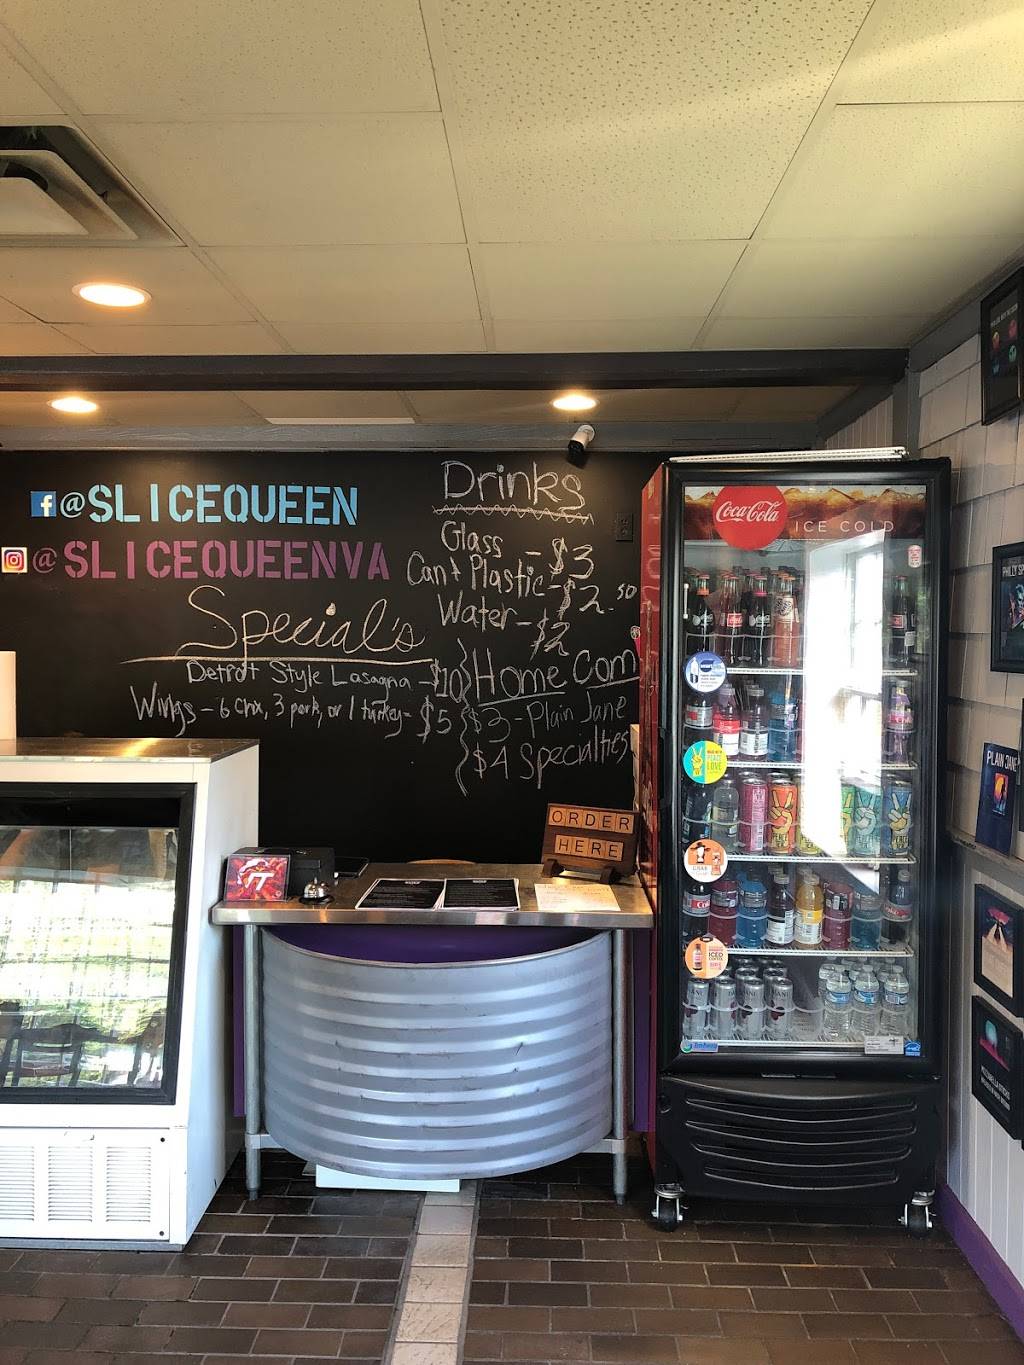 @SLICEQUEEN
@SLICEQUEENVA
Special's
Detroit Style Lasagna - $10
Wings - 6 chx, 3 pork, or 1 turkey - $5
Drinks
Glass - $3
Can + Plastic - $2.50
Water - $2
Home Com
$3 - Plain Jane
$4 Specialties
ORDER
HERE
Coca-Cola
ICE COLD
PLAIN JANE